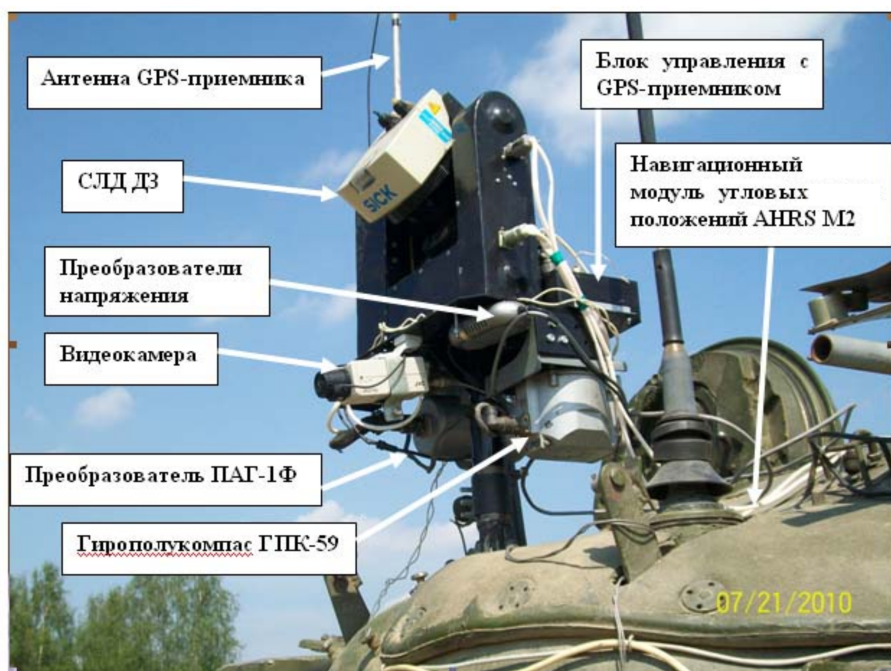 Антенна GPS-приемника
Блок управления с
GPS-приемником
СЛД ДЗ
SICK
Навигационный
модуль угловых
положений AHRS M2
Преобразователи
напряжения
Видеокамера
Преобразователь ПАГ-1Ф
Гирополукомпас ГПК-59
07/21/2010